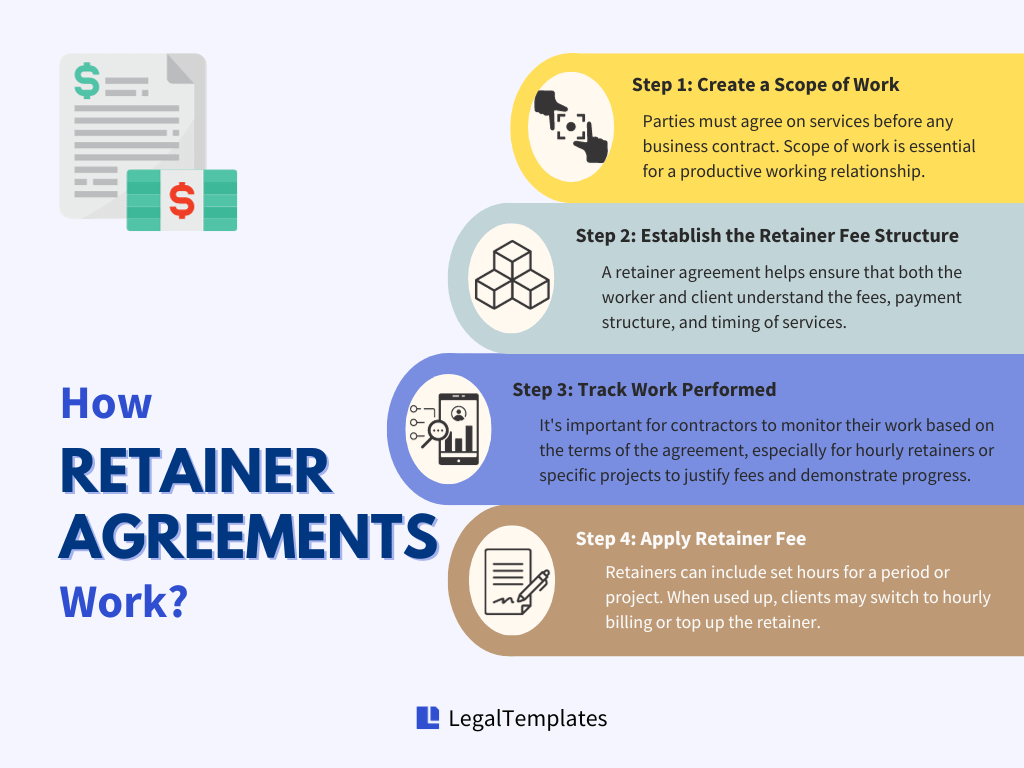 $
$
How
RETAINER
AGREEMENTS
Work?
Step 1: Create a Scope of Work
Parties must agree on services before any
business contract. Scope of work is essential
for a productive working relationship.
Step 2: Establish the Retainer Fee Structure
A retainer agreement helps ensure that both the
worker and client understand the fees, payment
structure, and timing of services.
Step 3: Track Work Performed
It's important for contractors to monitor their work based on
the terms of the agreement, especially for hourly retainers or
specific projects to justify fees and demonstrate progress.
Step 4: Apply Retainer Fee
Retainers can include set hours for a period or
project. When used up, clients may switch to hourly
billing or top up the retainer.
LegalTemplates